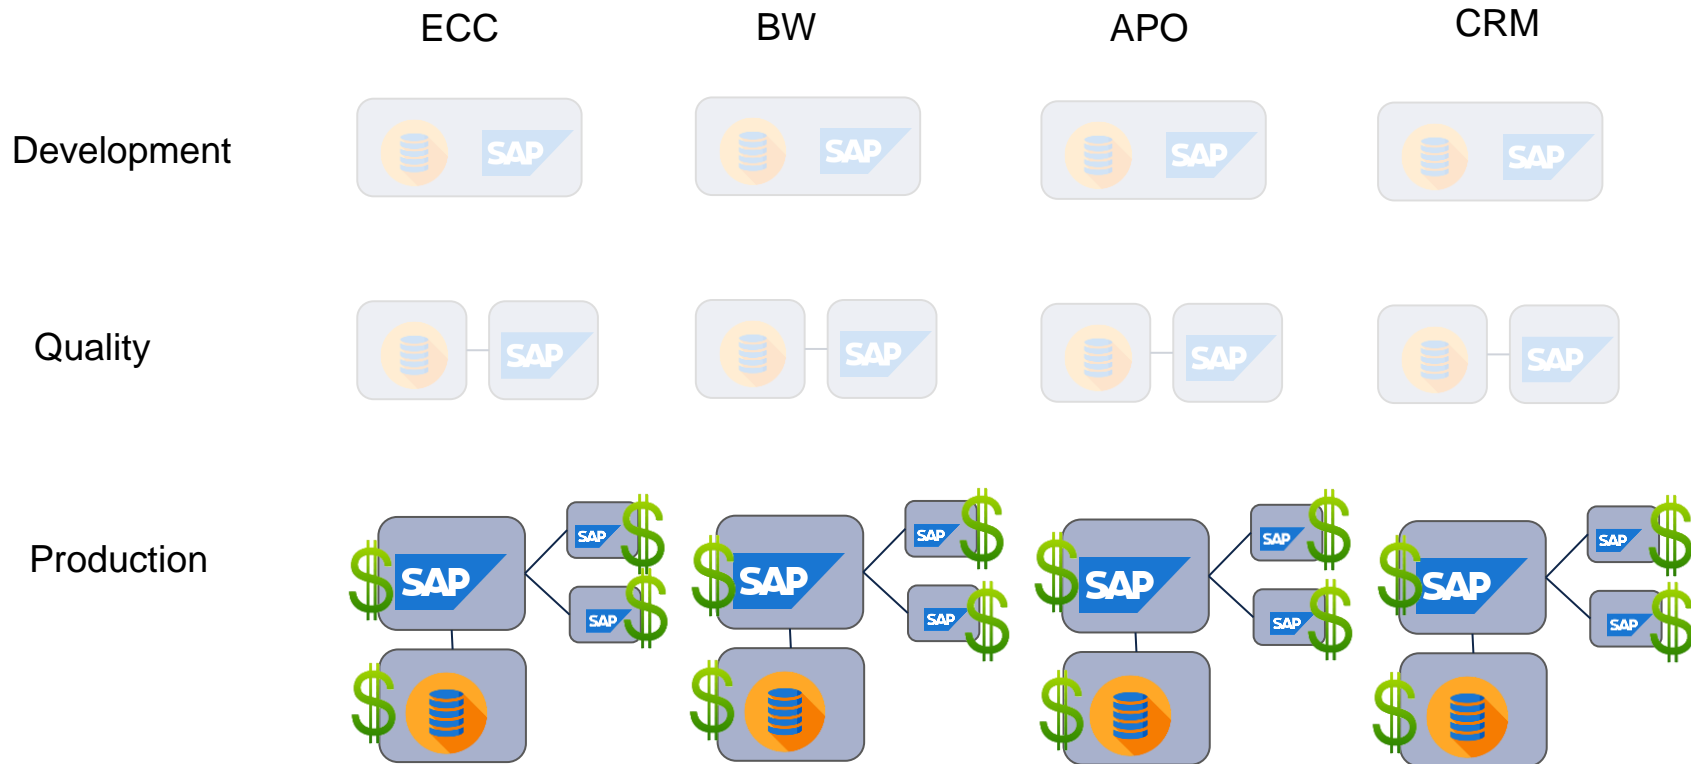 ECC BW APO CRM
Development SAP SAP SAP SAP
Quality SAP SAP SAP SAP
SAP SAP SAP SAP
Production SAP SAP SAP SAP
SAP SAP SAP SAP
$ $ $ $ $ $ $ $ $ $ $ $ $ $ $ $